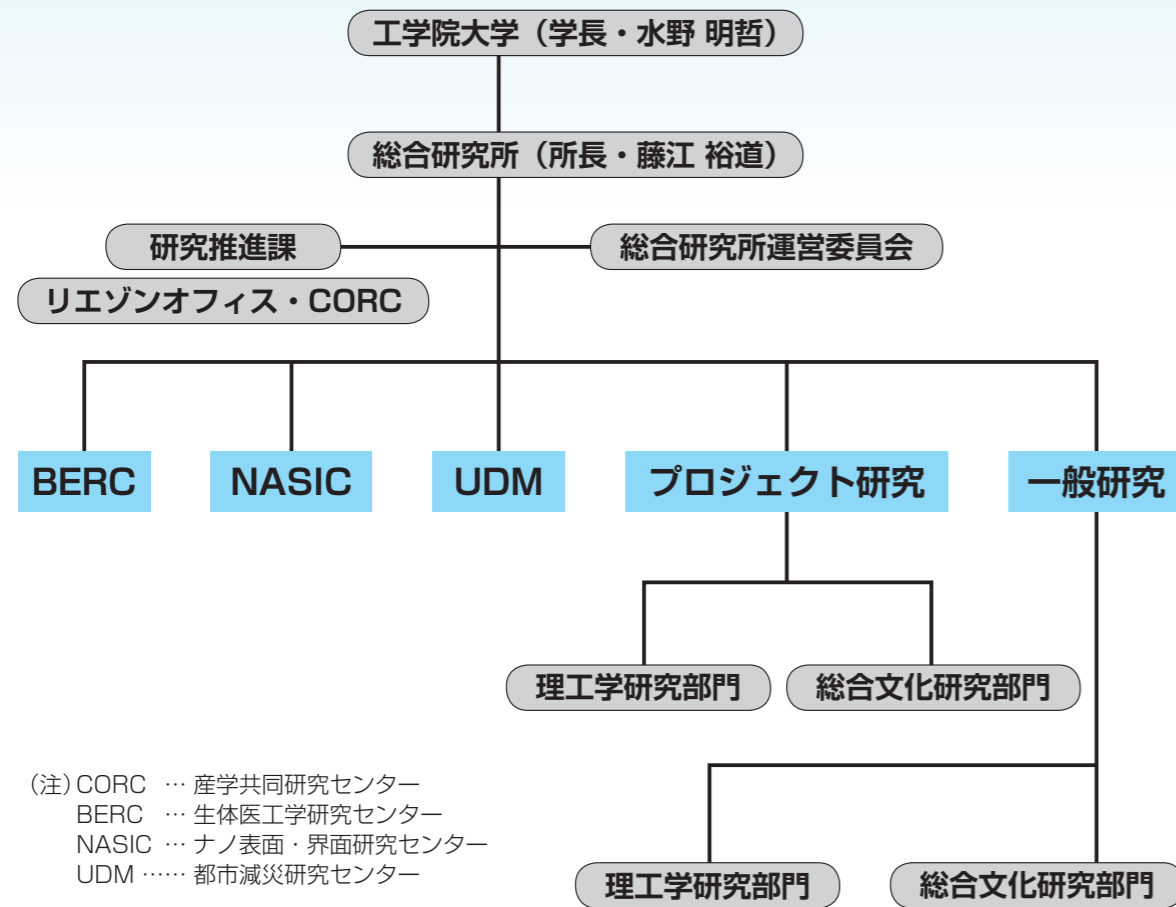 工学院大学（学長・水野 明哲）
総合研究所（所長・藤江 裕道）
研究推進課
総合研究所運営委員会
リエゾンオフィス・CORC
BERC
NASIC
UDM
プロジェクト研究
一般研究
理工学研究部門
総合文化研究部門
（注）CORC … 産学共同研究センター
BERC … 生体医工学研究センター
NASIC … ナノ表面・界面研究センター
UDM …… 都市減災研究センター
理工学研究部門
総合文化研究部門